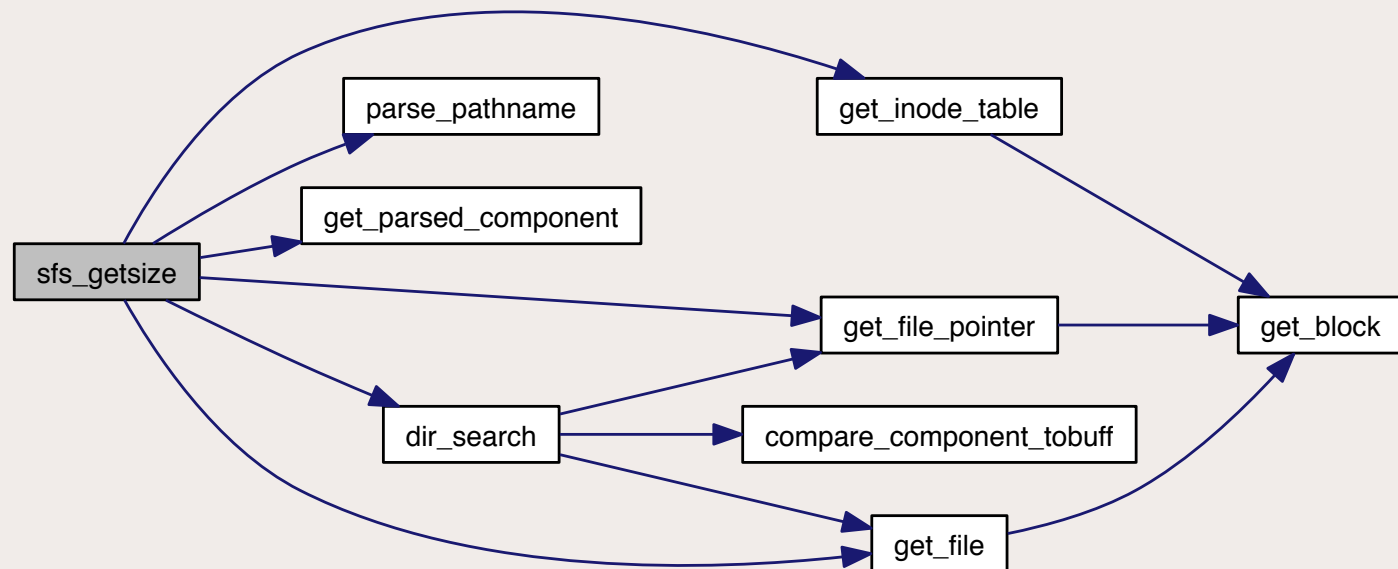 parse_pathname
get_inode_table
get_parsed_component
sfs_getsize
get_file_pointer
get_block
dir_search
compare_component_tobuff
get_file